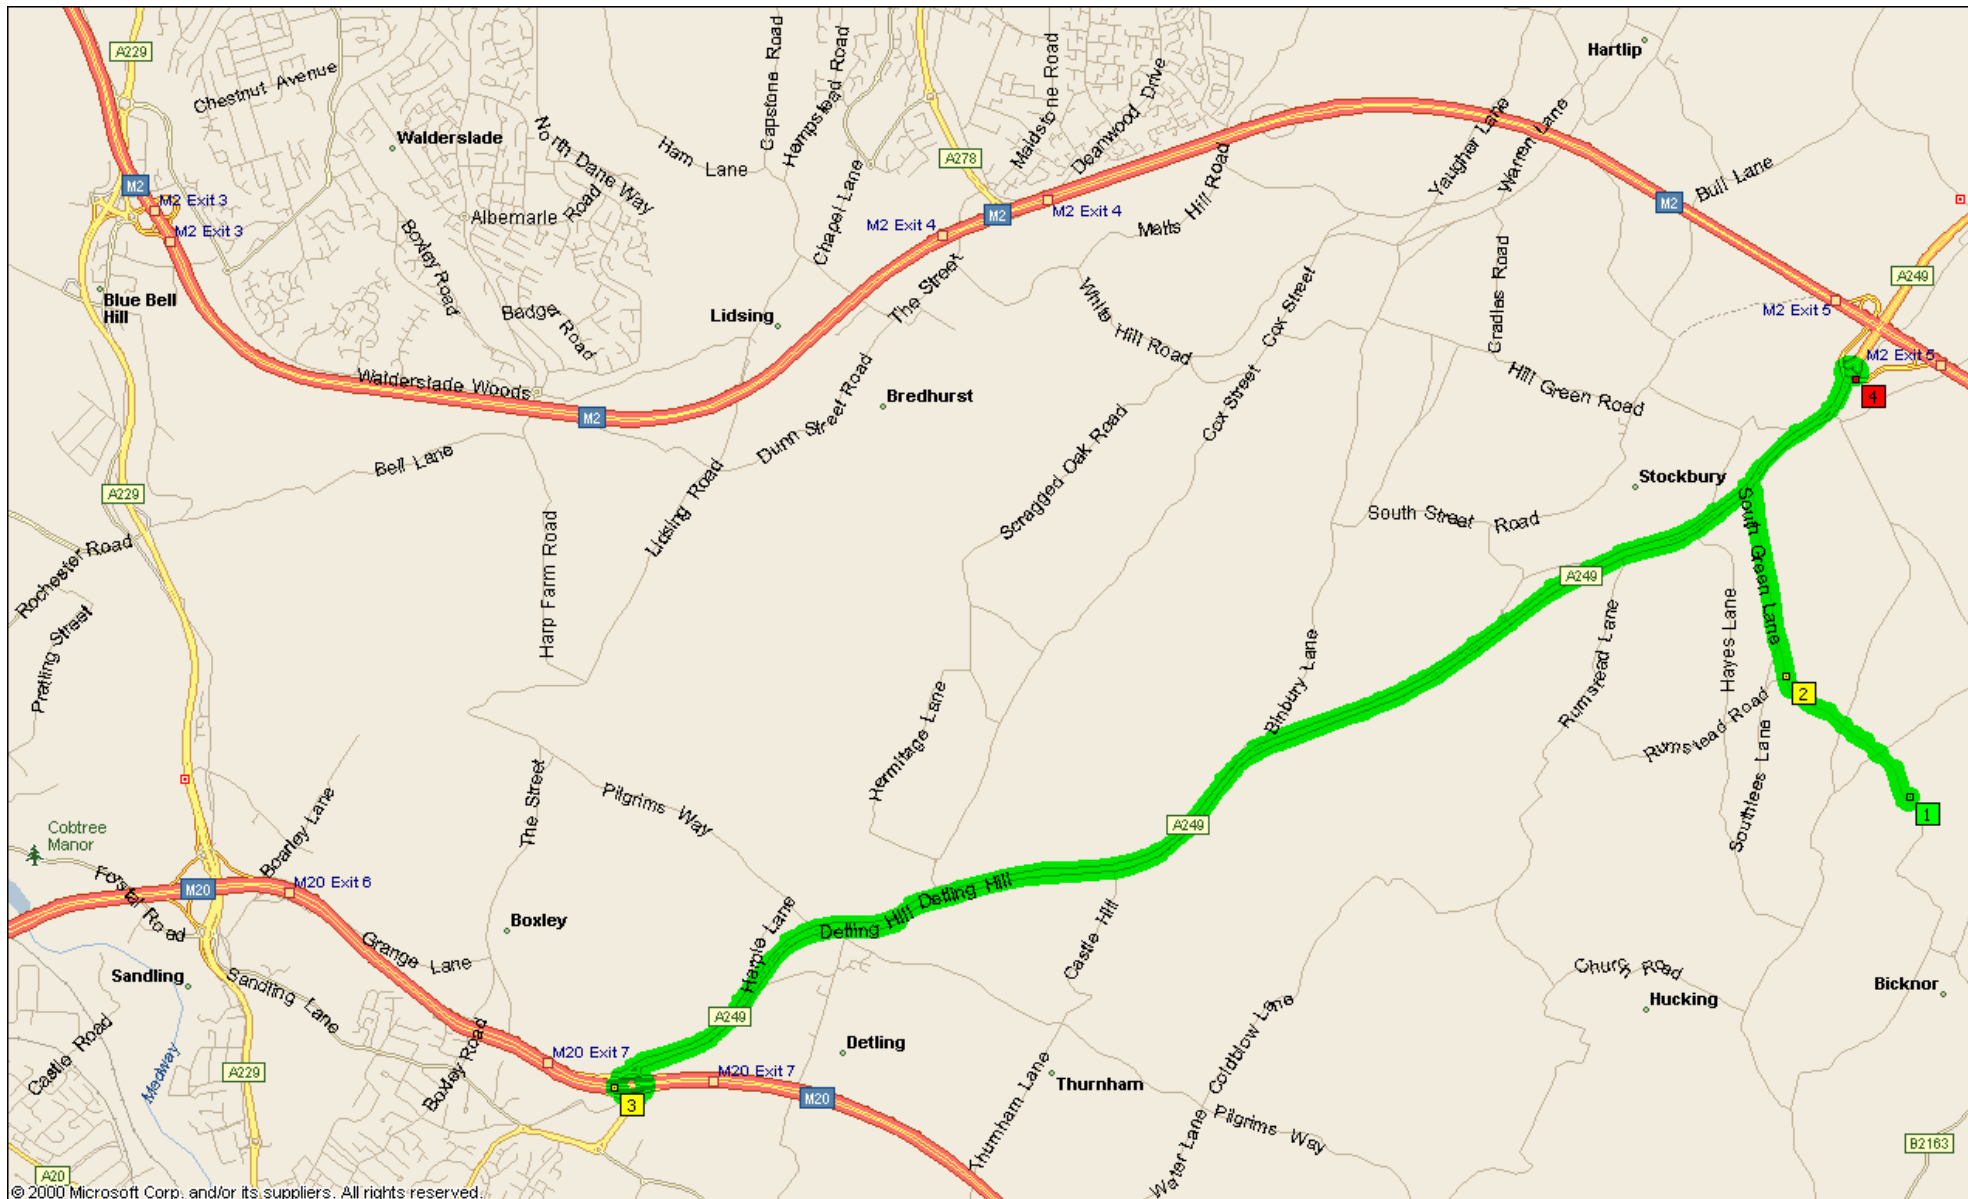 A229
Chestnut Avenue
Capstone Road
Hempstead Road
Hartlip
Walderslade
North Dane Way
Ham Lane
A278
Maidstone Road
Deanwood Drive
Yaugher Lane
Warren Lane
Bull Lane
M2
M2 Exit 3
M2 Exit 3
Albemarle Road
Boxley Road
Chapel Lane
M2 Exit 4
M2
M2 Exit 4
Matts Hill Road
M2
A249
Blue Bell
Hill
Badger Road
Lidsing
The Street
White Hill Road
Cox Street
Cradles Road
M2 Exit 5
M2 Exit 5
Walderslade Woods
M2
Bredhurst
Hill Green Road
4
Bell Lane
Dunn Street Road
Lidsing Road
Scragged Oak Road
Cox Street
Stockbury
A229
South Street Road
South Green Lane
Rochester Road
Harp Farm Road
A249
Pratling Street
Binbury Lane
Rumstead Lane
Hayes Lane
2
Rumstead Road
Southlees Lane
1
Hermitage Lane
Pilgrims Way
The Street
A249
Cobtree
Manor
Boarley Lane
Forstal Road
M20
M20 Exit 6
Boxley
Grange Lane
Harple Lane
Detling Hill
Detling Hill
Castle Hill
Church Road
Hucking
Bicknor
Sandling
Sandling Lane
A249
Coldblow Lane
Castle Road
Medway
A229
Boxley Road
M20 Exit 7
M20 Exit 7
3
M20
Detling
Thurnham
Khurnham Lane
Water Lane
Pilgrims Way
B2163
A20
© 2000 Microsoft Corp. and/or its suppliers. All rights reserved.